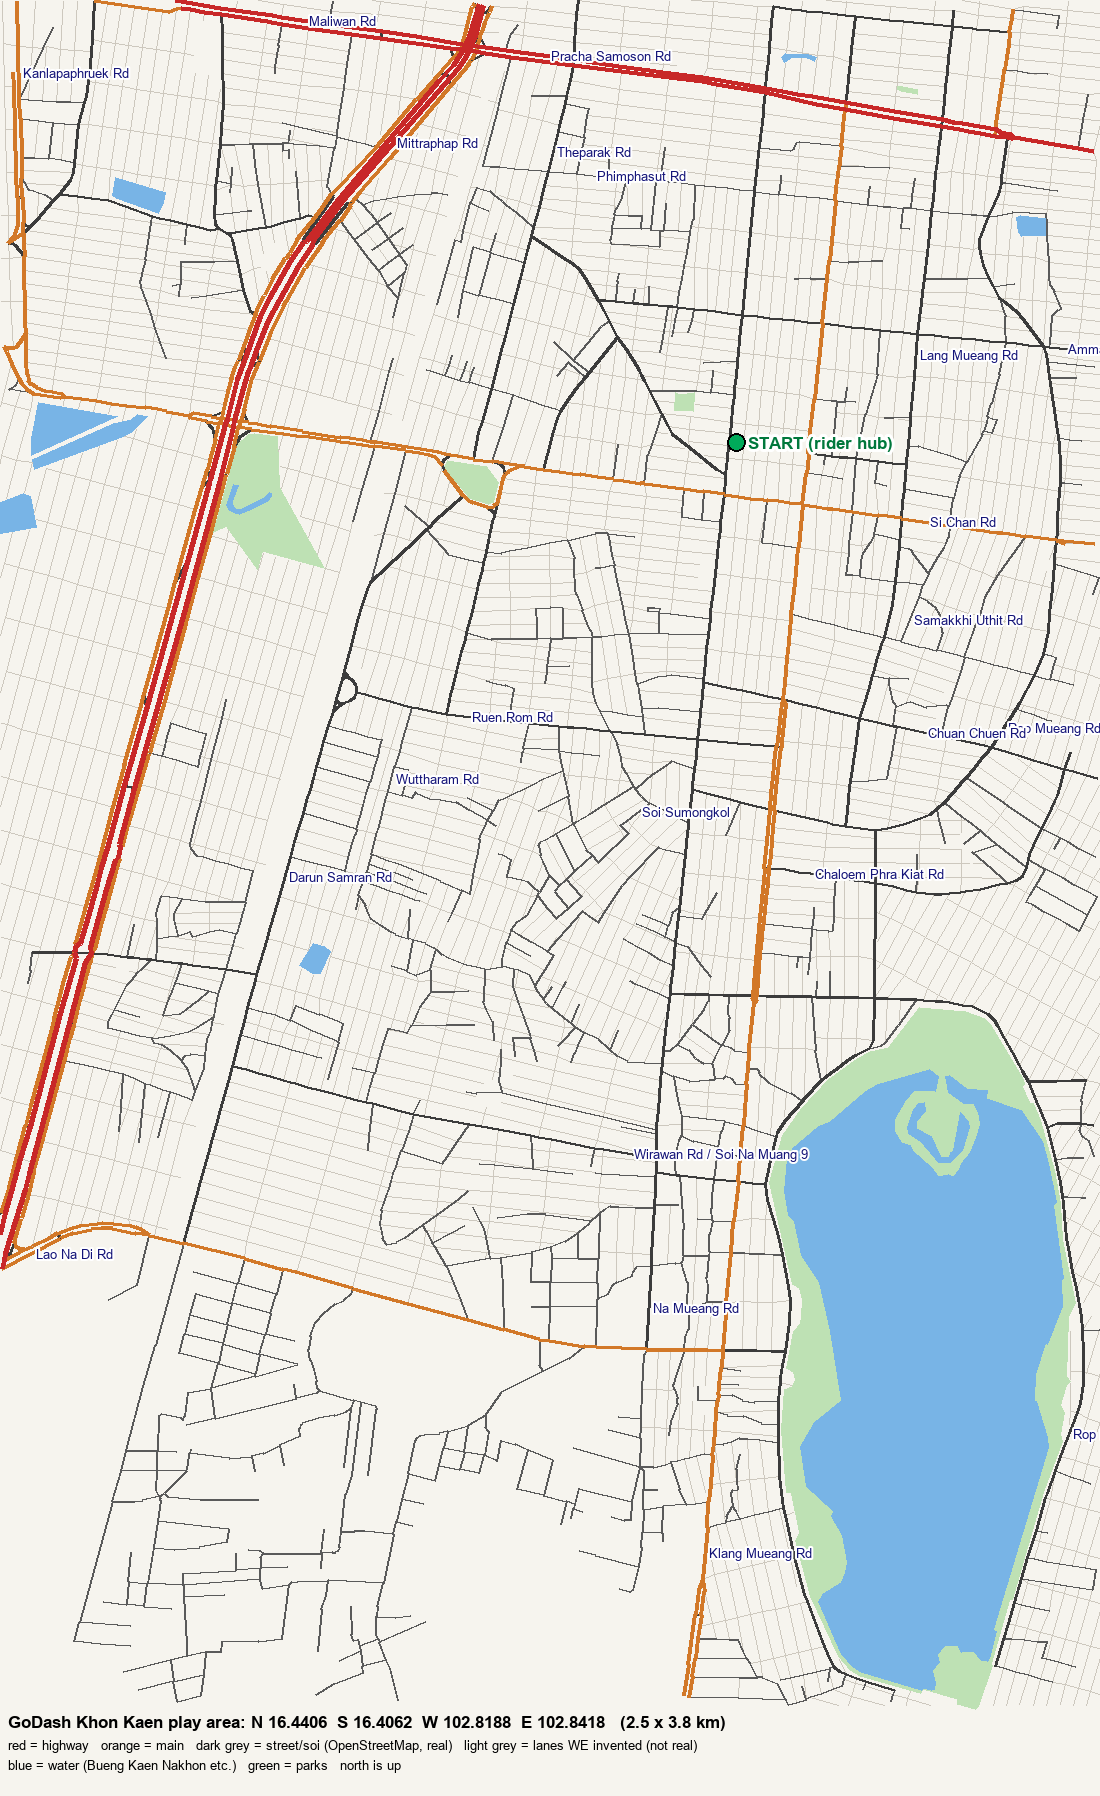 Maliwan Rd
Pracha Samoson Rd
Kanlapaphruek Rd
Mittraphap Rd
Theparak Rd
Phimphasut Rd
Lang Mueang Rd
Amma
START (rider hub)
Si Chan Rd
Samakkhi Uthit Rd
Ruen Rom Rd
Chuan Chuen Rd
Rop Mueang Rd
Wuttharam Rd
Soi Sumongkol
Darun Samran Rd
Chaloem Phra Kiat Rd
Wirawan Rd / Soi Na Muang 9
Lao Na Di Rd
Na Mueang Rd
Rop
Klang Mueang Rd
GoDash Khon Kaen play area: N 16.4406 S 16.4062 W 102.8188 E 102.8418 (2.5 x 3.8 km)
red = highway orange = main dark grey = street/soi (OpenStreetMap, real) light grey = lanes WE invented (not real)
blue = water (Bueng Kaen Nakhon etc.) green = parks north is up